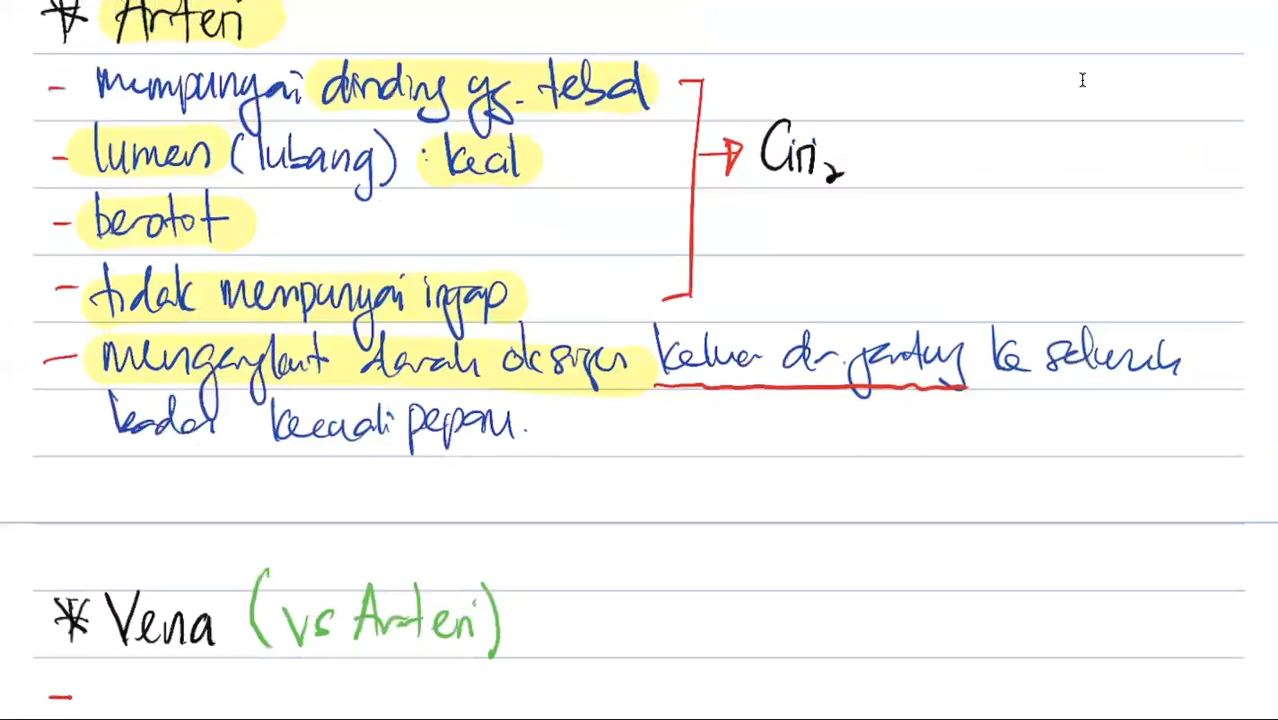 * Arteri
- mempunyai dinding yg. tebal
- lumen (lubang) : kecil
- berotot
- tidak mempunyai injap
→ Ciri2
- mengangkut darah oksigen keluar dr. jantung ke seluruh
badan kecuali peparu.
* Vena (vs Arteri)
-